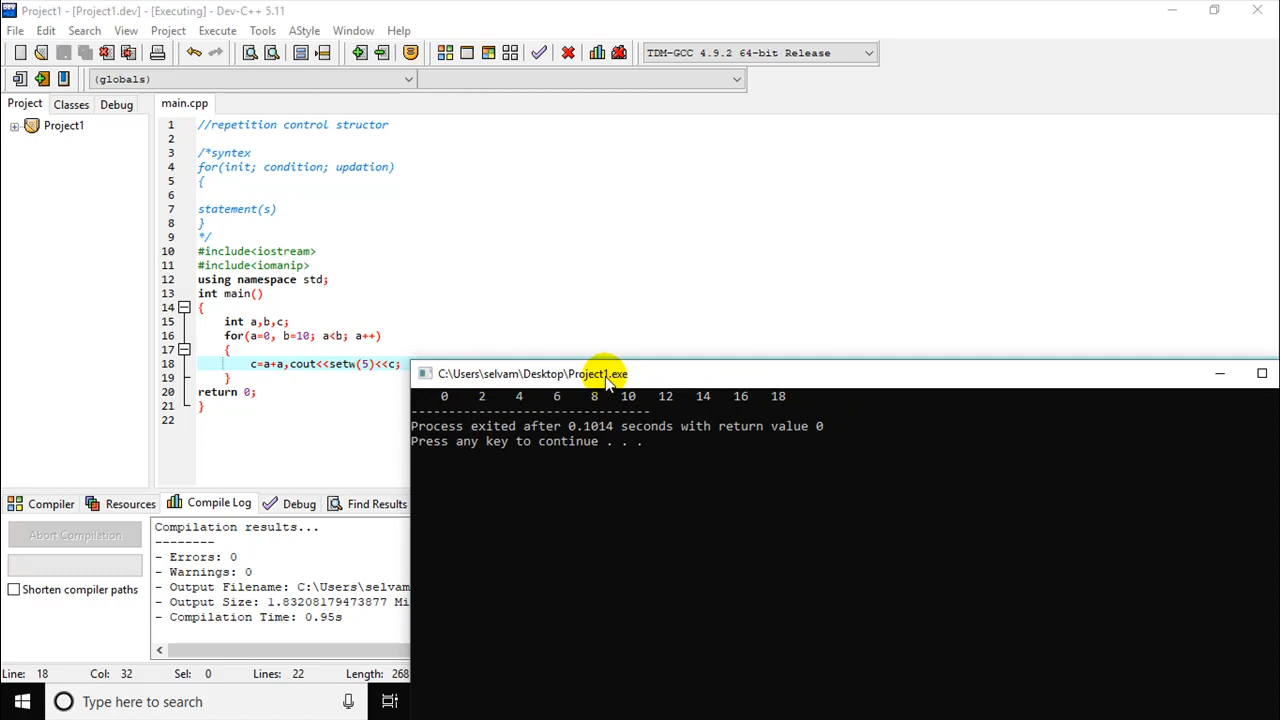 Project1 - [Project1.dev] - [Executing] - Dev-C++ 5.11
File Edit Search View Project Execute Tools AStyle Window Help
TDM-GCC 4.9.2 64-bit Release
(globals)
Project Classes Debug main.cpp
Project1
1 //repetition control structor
2
3 /*syntex
4 for(init; condition; updation)
5 {
6
7 statement(s)
8 }
9 */
10 #include<iostream>
11 #include<iomanip>
12 using namespace std;
13 int main()
14 {
15 int a,b,c;
16 for(a=0, b=10; a<b; a++)
17 {
18 c=a+a,cout<<setw(5)<<c;
19 }
20 return 0;
21 }
22
C:\Users\selvam\Desktop\Project1.exe
0 2 4 6 8 10 12 14 16 18
--------------------------------
Process exited after 0.1014 seconds with return value 0
Press any key to continue . . .
Compiler Resources Compile Log Debug Find Results
Abort Compilation
Shorten compiler paths
Compilation results...
--------
- Errors: 0
- Warnings: 0
- Output Filename: C:\Users\selvam
- Output Size: 1.83208179473877 Mi
- Compilation Time: 0.95s
Line: 18 Col: 32 Sel: 0 Lines: 22 Length: 268
Type here to search